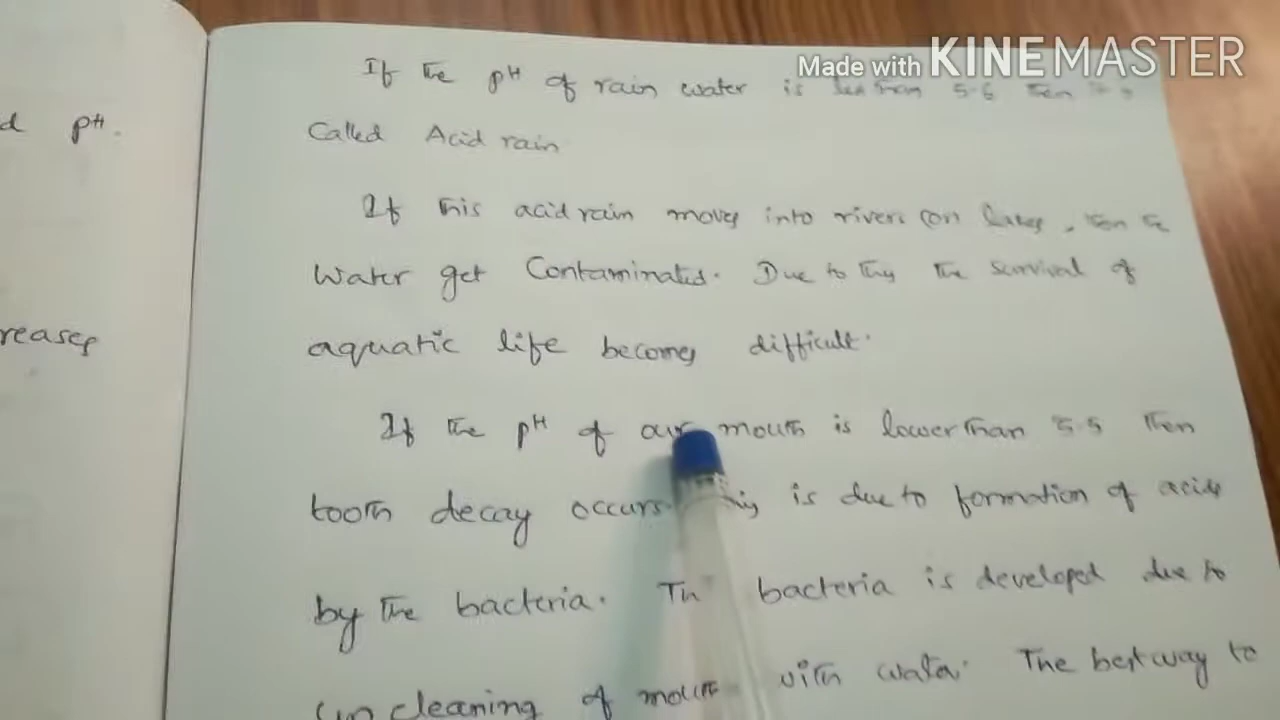 Made with KINEMASTER
If the pH of rain water is less than 5.6 then it is
d pH.
Called Acid rain
If this acid rain moves into rivers (or) lakes, then the
Water get Contaminated. Due to this the survival of
reases
aquatic life becomes difficult.
If the pH of our mouth is lower than 5.5 then
tooth decay occurs. This is due to formation of acids
by the bacteria. The bacteria is developed due to
un cleaning of mouth with water. The best way to